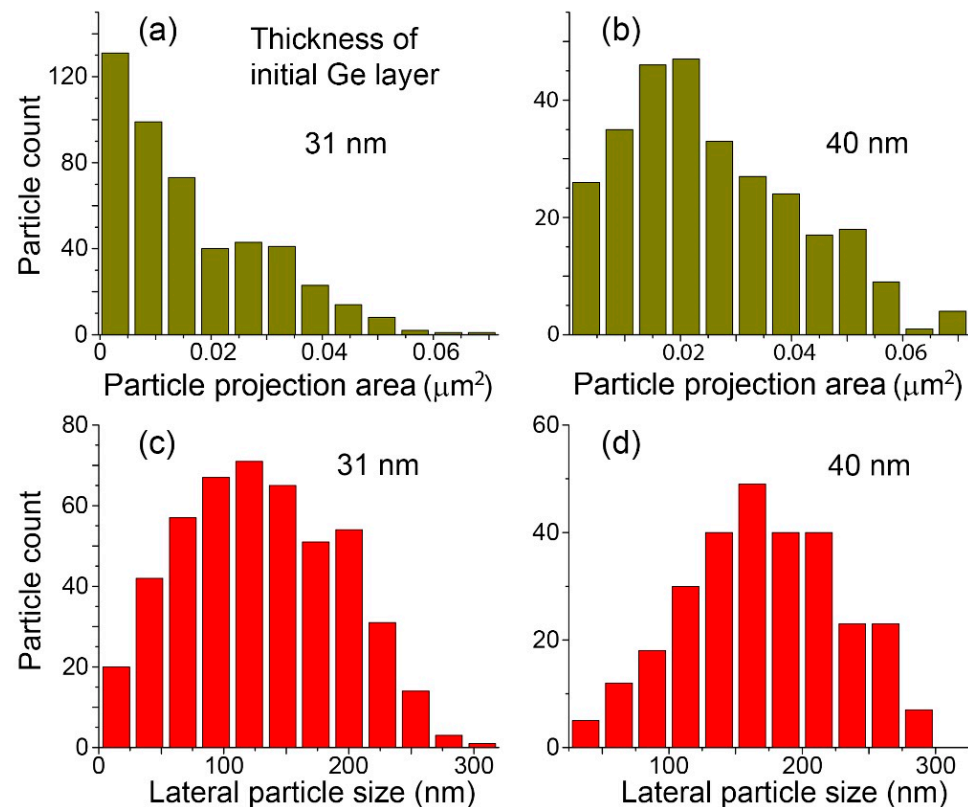 (a)
Thickness of
initial Ge layer
31 nm
Particle count
120
80
40
0
0
0.02
0.04
0.06
Particle projection area (μm²)
(b)
40 nm
40
20
0
0.02
0.04
0.06
Particle projection area (μm²)
(c)
31 nm
Particle count
80
60
40
20
0
0
100
200
300
Lateral particle size (nm)
(d)
40 nm
60
40
20
0
100
200
300
Lateral particle size (nm)